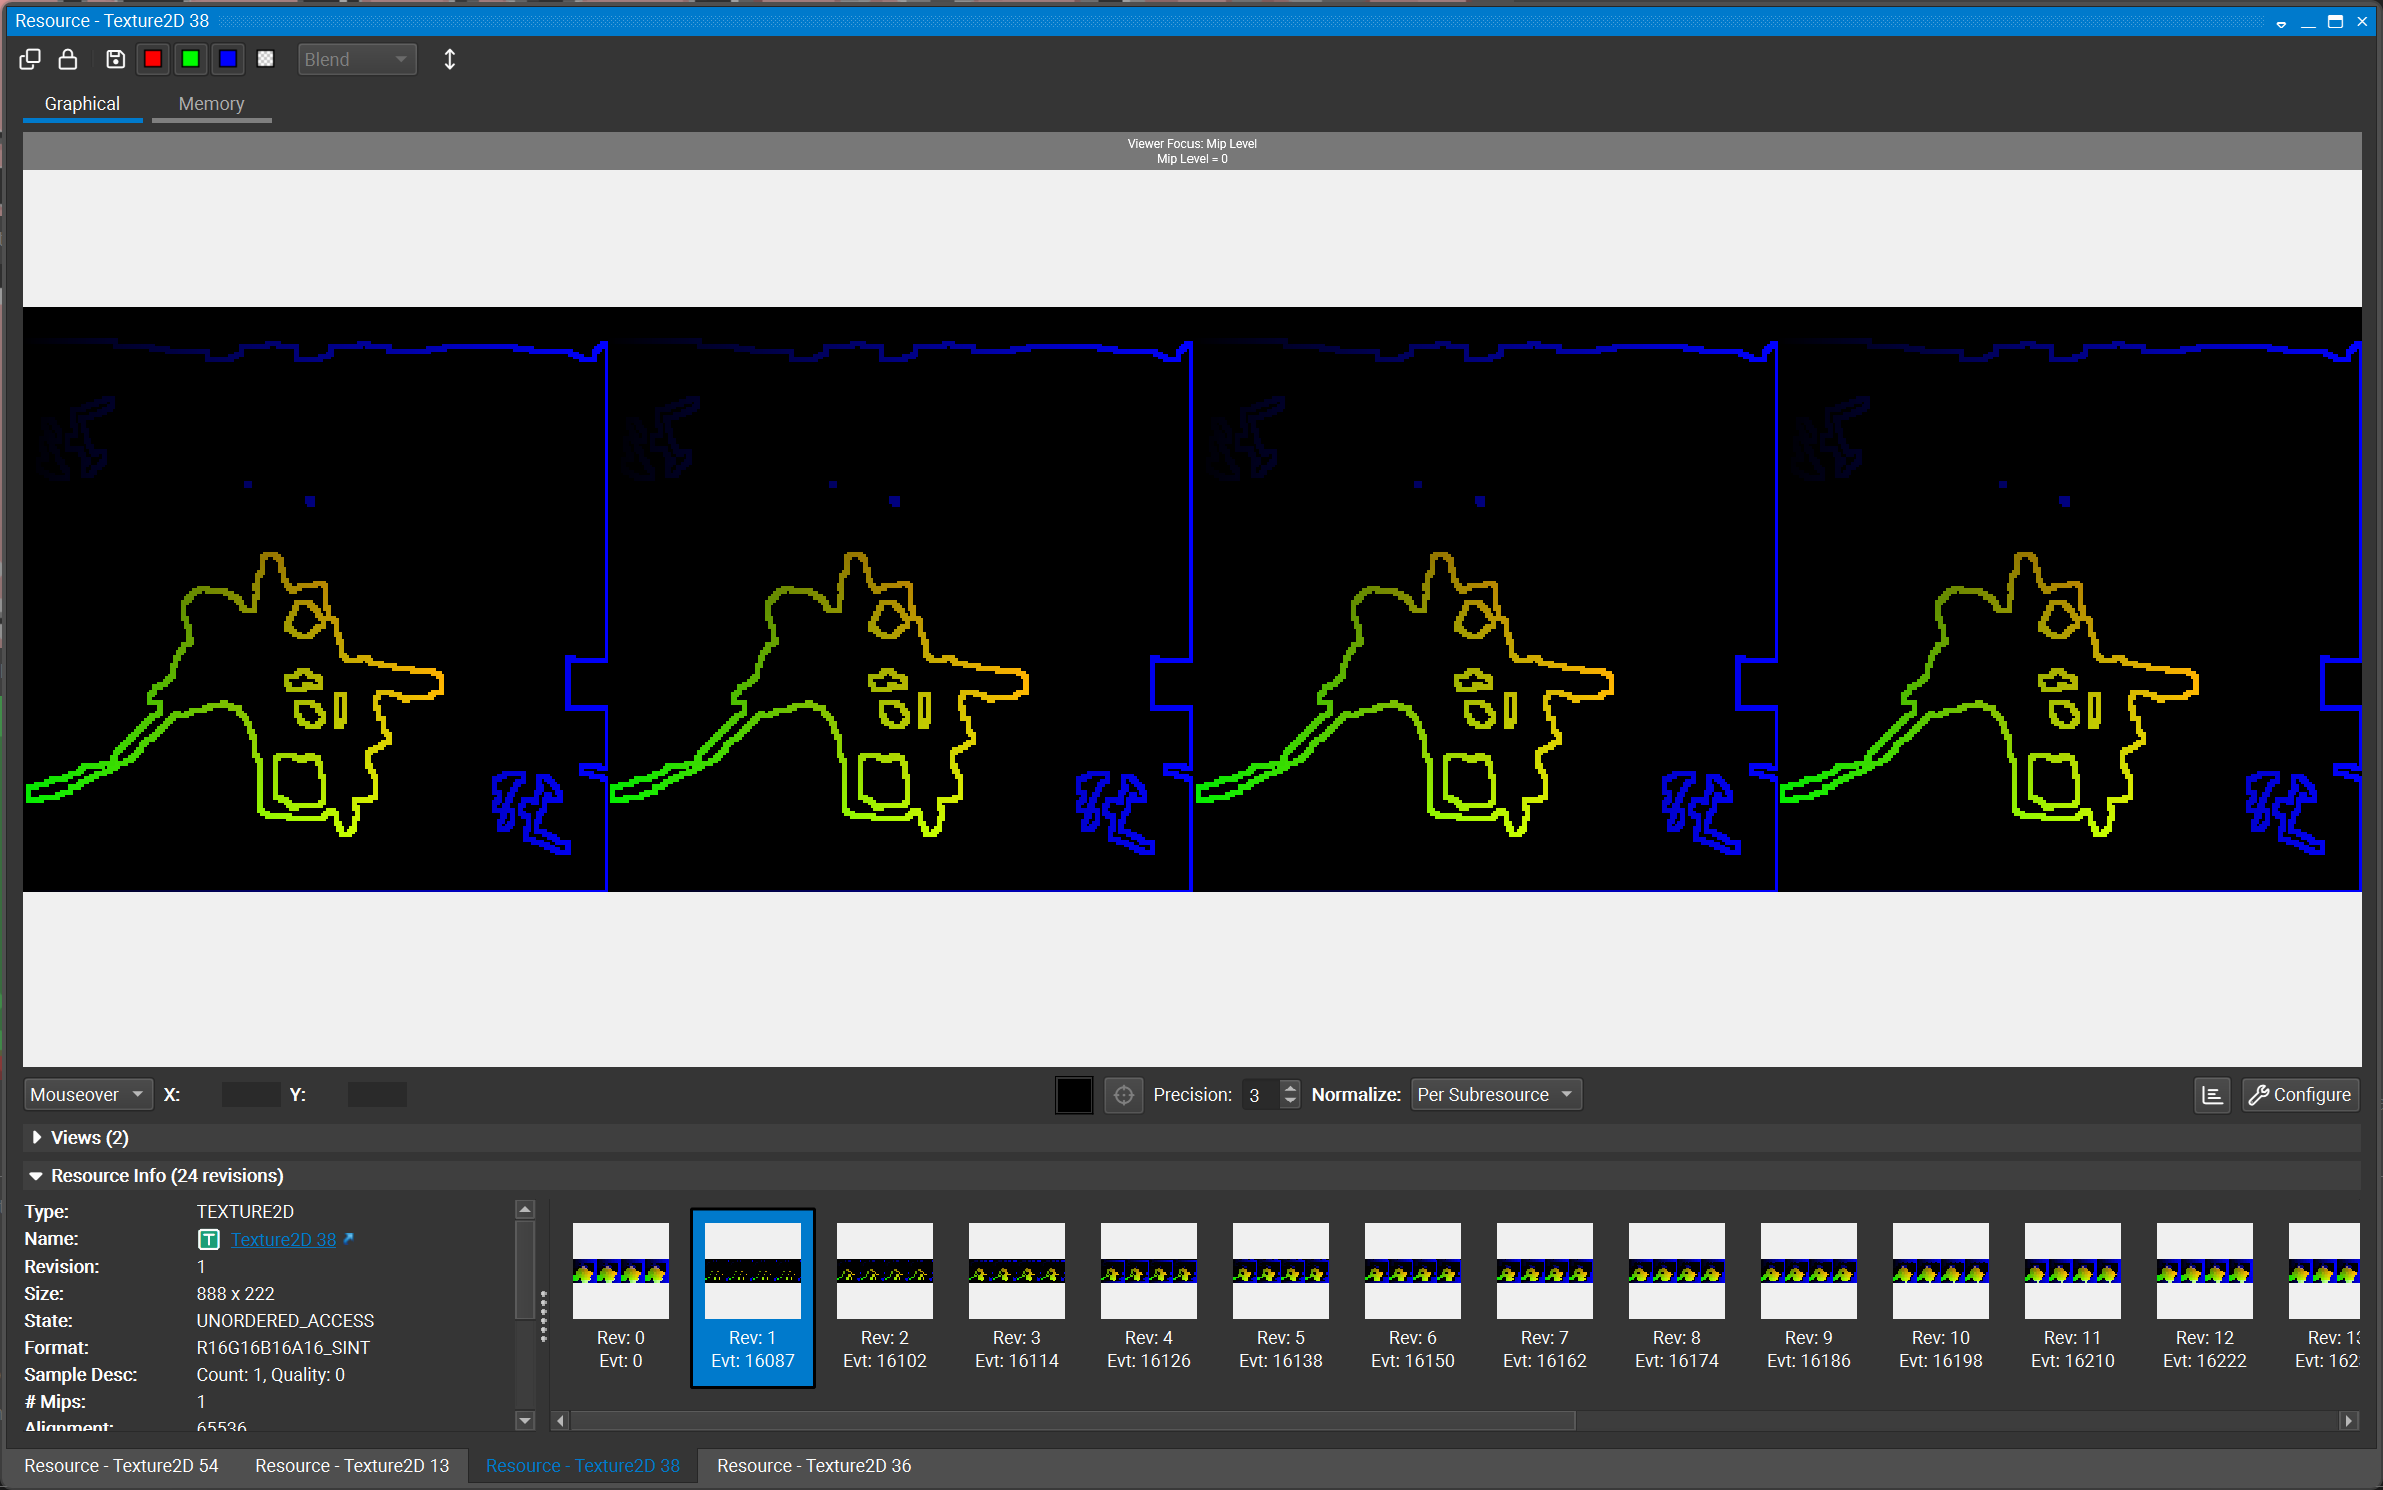 Resource - Texture2D 38
Blend
Graphical
Memory
Viewer Focus: Mip Level
Mip Level = 0
Mouseover X: Y: Precision: 3 Normalize: Per Subresource Configure
Views (2)
Resource Info (24 revisions)
Type: TEXTURE2D
Name: T Texture2D 38
Revision: 1
Size: 888 x 222
State: UNORDERED_ACCESS
Format: R16G16B16A16_SINT
Sample Desc: Count: 1, Quality: 0
# Mips: 1
Alignment: 65536
Rev: 0
Evt: 0
Rev: 1
Evt: 16087
Rev: 2
Evt: 16102
Rev: 3
Evt: 16114
Rev: 4
Evt: 16126
Rev: 5
Evt: 16138
Rev: 6
Evt: 16150
Rev: 7
Evt: 16162
Rev: 8
Evt: 16174
Rev: 9
Evt: 16186
Rev: 10
Evt: 16198
Rev: 11
Evt: 16210
Rev: 12
Evt: 16222
Rev: 13
Evt: 162
Resource - Texture2D 54
Resource - Texture2D 13
Resource - Texture2D 38
Resource - Texture2D 36